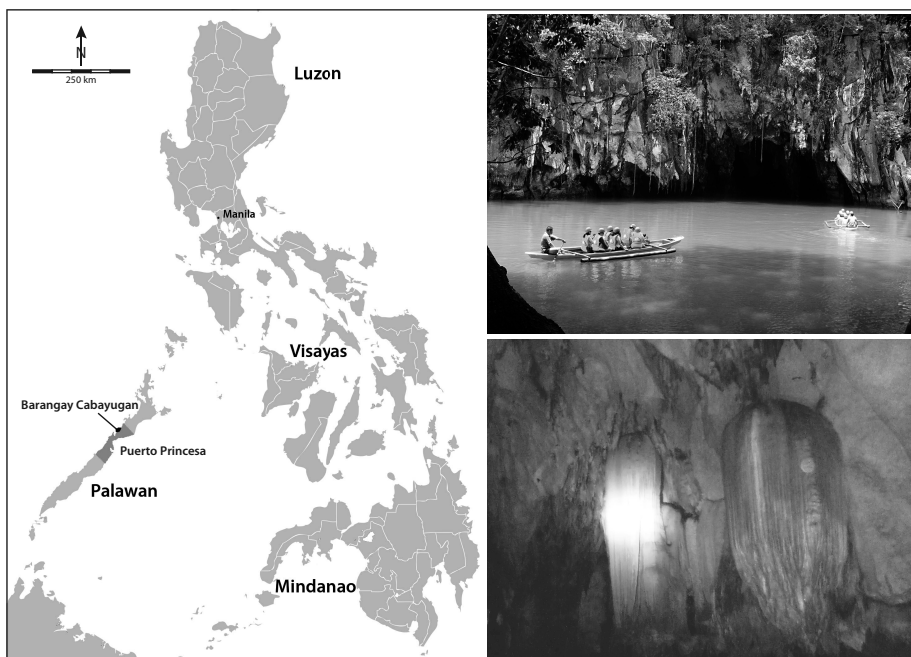 N
250 km
Luzon
Manila
Visayas
Barangay Cabayugan
Puerto Princesa
Palawan
Mindanao